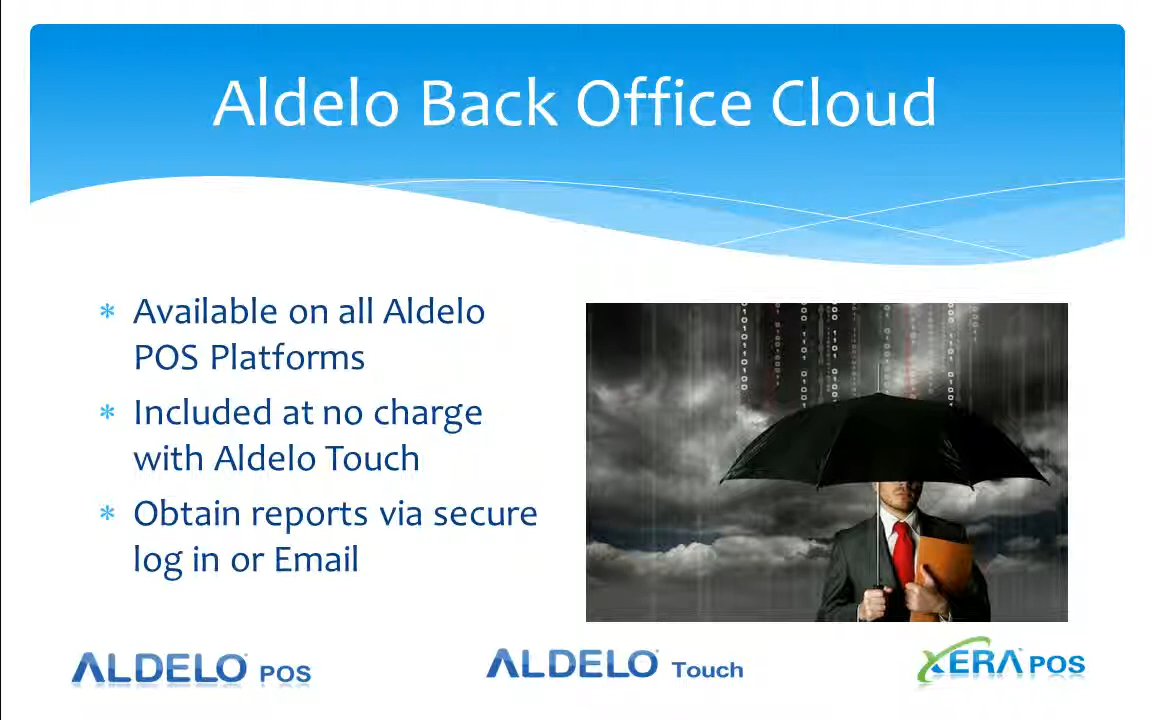 Aldelo Back Office Cloud
* Available on all Aldelo
POS Platforms
* Included at no charge
with Aldelo Touch
* Obtain reports via secure
log in or Email
ALDELO POS
ALDELO Touch
XERA POS